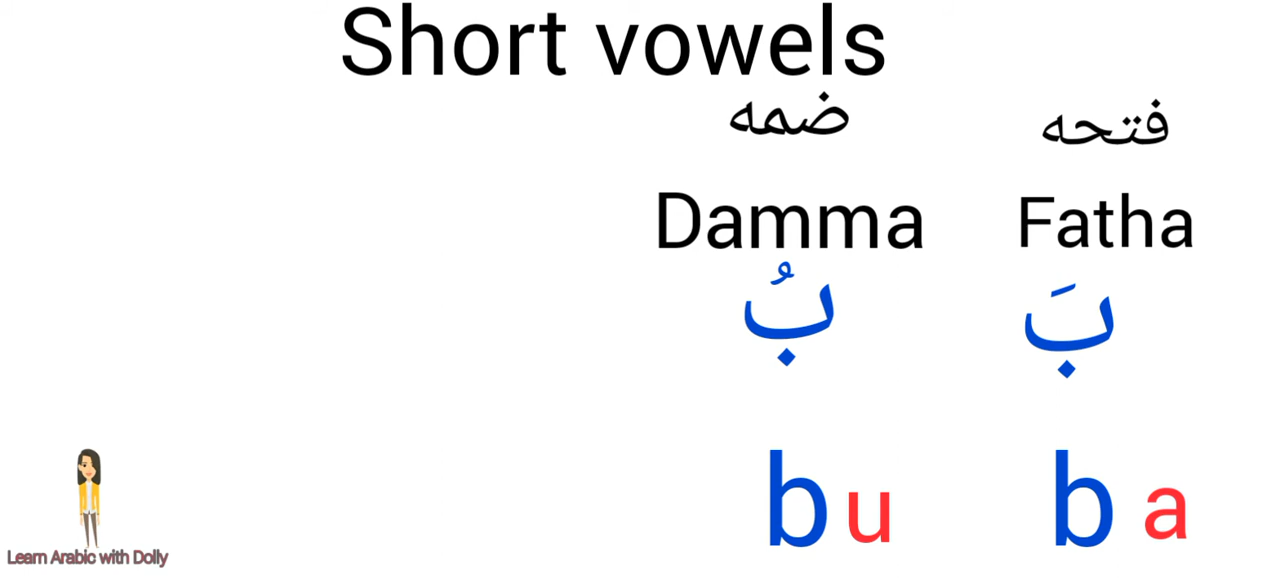 Short vowels
فتحه ضمه
Damma Fatha
بُ بَ
bu ba
Learn Arabic with Dolly